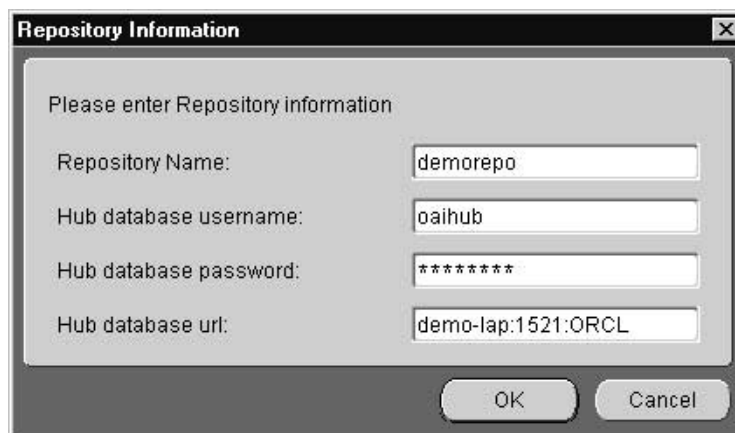 Repository Information
Please enter Repository information
Repository Name: demorepo
Hub database username: oaihub
Hub database password: ********
Hub database url: demo-lap:1521:ORCL
OK Cancel